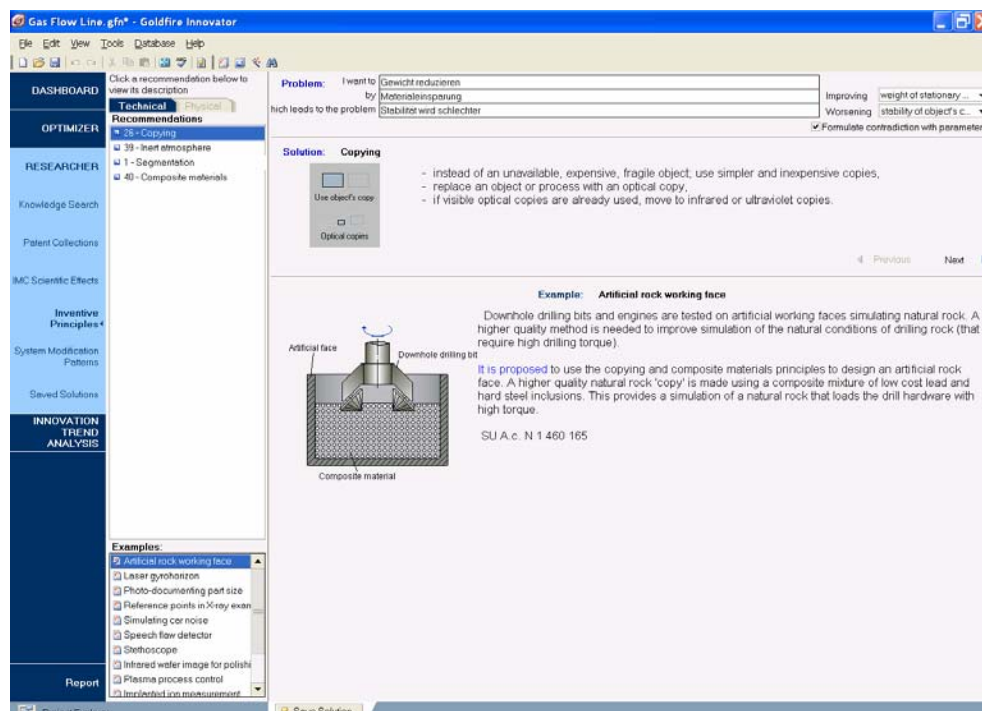 Gas Flow Line.gfn* - Goldfire Innovator
File Edit View Tools Database Help
DASHBOARD
OPTIMIZER
RESEARCHER
Knowledge Search
Patent Collections
IMC Scientific Effects
Inventive
Principles
System Modification
Patterns
Saved Solutions
INNOVATION
TREND
ANALYSIS
Report
Click a recommendation below to
view its description
Technical Physical
Recommendations
26 - Copying
39 - Inert atmosphere
1 - Segmentation
40 - Composite materials
Examples:
Artificial rock working face
Laser gyrohorizon
Photo-documenting part size
Reference points in X-ray exan
Simulating car noise
Speech flaw detector
Stethoscope
Infrared wafer image for polishi
Plasma process control
Implanted ion measurement
Problem: I want to Gewicht reduzieren
by Materialeinsparung
hich leads to the problem Stabilität wird schlechter
Improving weight of stationary ...
Worsening stability of object's c...
Formulate contradiction with parameter
Solution: Copying
Use object's copy
Optical copies
- instead of an unavailable, expensive, fragile object, use simpler and inexpensive copies,
- replace an object or process with an optical copy,
- if visible optical copies are already used, move to infrared or ultraviolet copies.
Previous Next
Example: Artificial rock working face
Artificial face
Downhole drilling bit
Composite material
Downhole drilling bits and engines are tested on artificial working faces simulating natural rock. A
higher quality method is needed to improve simulation of the natural conditions of drilling rock (that
require high drilling torque).
It is proposed to use the copying and composite materials principles to design an artificial rock
face. A higher quality natural rock 'copy' is made using a composite mixture of low cost lead and
hard steel inclusions. This provides a simulation of a natural rock that loads the drill hardware with
high torque.
SU A.c. N 1 460 165
Save Solution